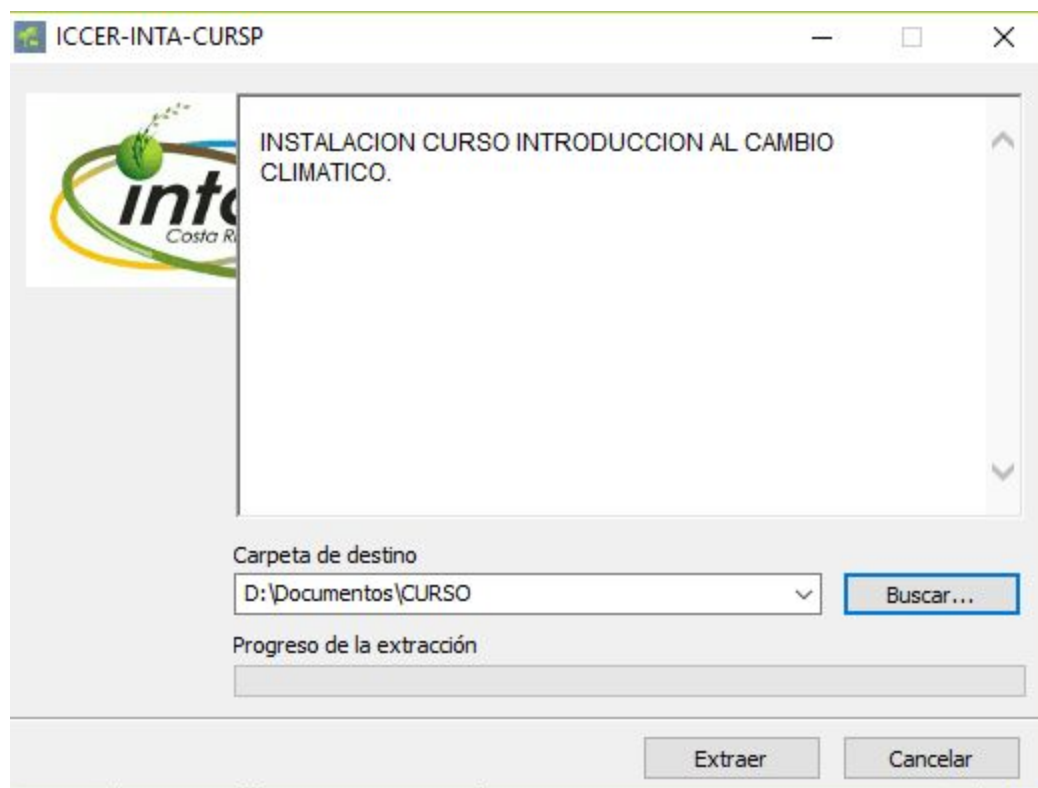 ICCER-INTA-CURSP
INSTALACION CURSO INTRODUCCION AL CAMBIO
CLIMATICO.
Costa
Carpeta de destino
D:\Documentos\CURSO
Buscar...
Progreso de la extracción
Extraer
Cancelar